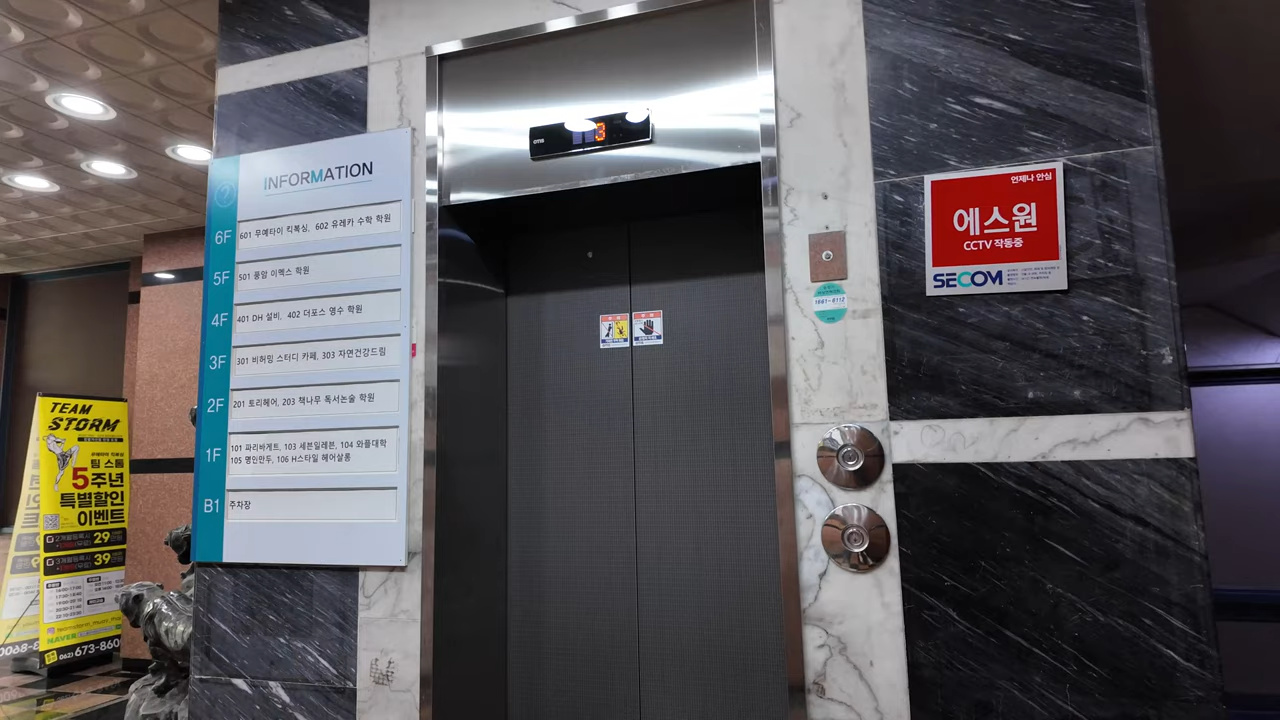 INFORMATION
6F
601 무에타이 킥복싱, 602 유레카 수학 학원
5F
501 풍암 이멕스 학원
4F
401 DH 설비, 402 더포스 영수 학원
3F
301 비허밍 스터디 카페, 303 자연건강드림
2F
201 토리헤어, 203 책나무 독서논술 학원
1F
101 파리바게트, 103 세븐일레븐, 104 와플대학
105 명인만두, 106 H스타일 헤어살롱
B1
주차장
OTIS
3
1661-6112
언제나 안심
에스원
CCTV 작동중
SECOM
TEAM
STORM
팀 스톰
5주년
특별할인
이벤트
29
39
NAVER
062) 673-860